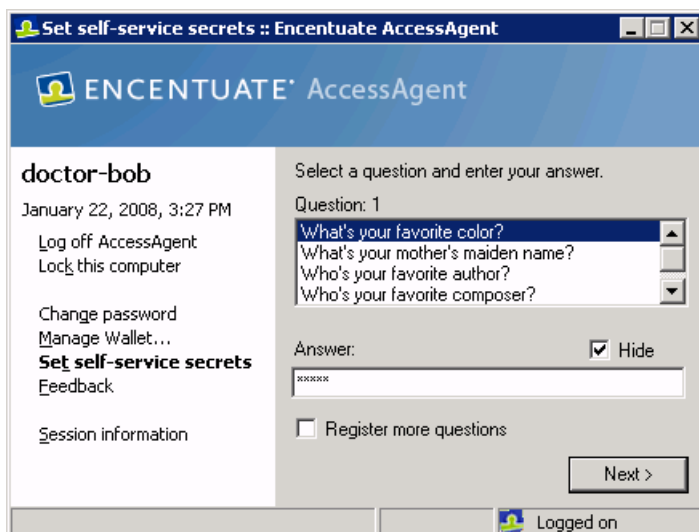 Set self-service secrets :: Encentuate AccessAgent
ENCENTUATE AccessAgent
doctor-bob
January 22, 2008, 3:27 PM
Log off AccessAgent
Lock this computer
Change password
Manage Wallet...
Set self-service secrets
Feedback
Session information
Select a question and enter your answer.
Question: 1
What's your favorite color?
What's your mother's maiden name?
Who's your favorite author?
Who's your favorite composer?
Answer:
Hide
*****
Register more questions
Next >
Logged on